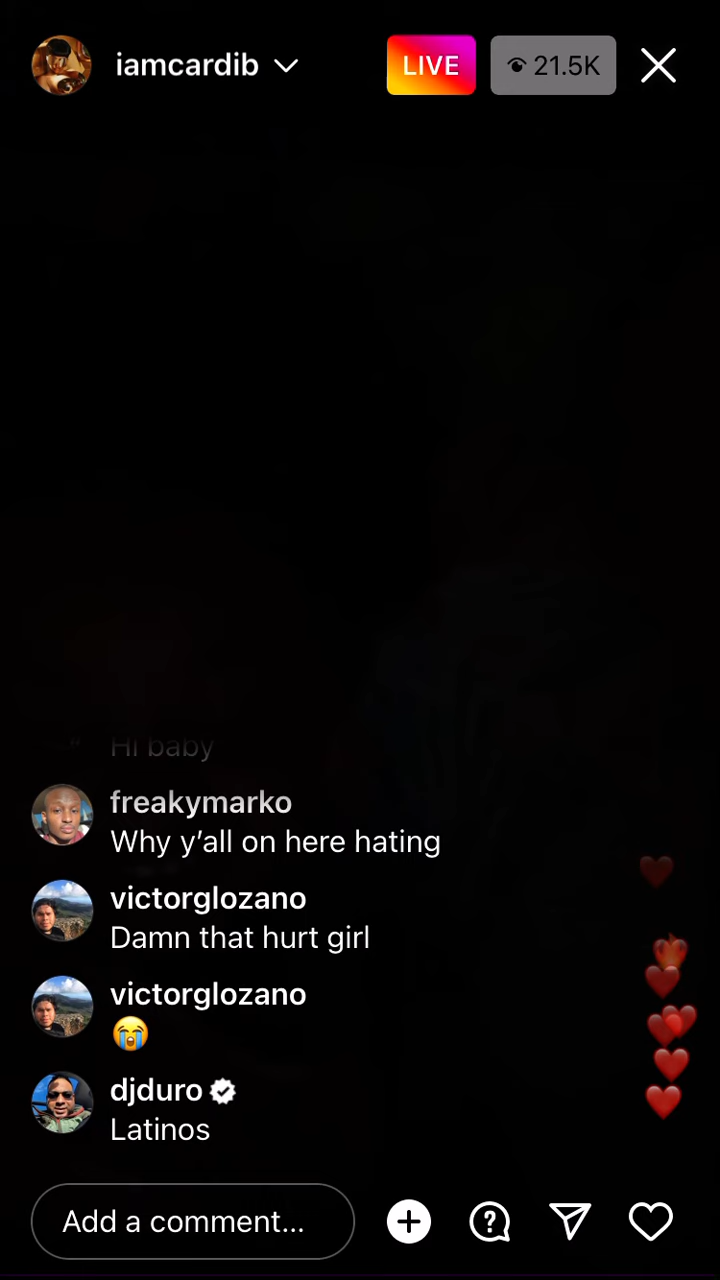 iamcardib
LIVE
21.5K
Hi baby
freakymarko
Why y’all on here hating
victorglozano
Damn that hurt girl
victorglozano
😭
djduro
Latinos
Add a comment...